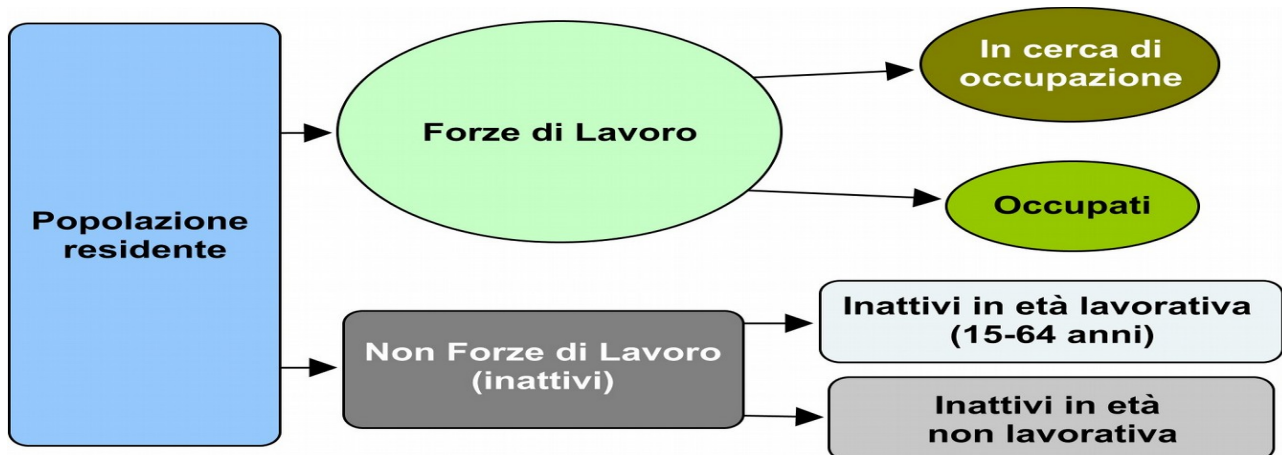 Popolazione
residente
Forze di Lavoro
In cerca di
occupazione
Occupati
Non Forze di Lavoro
(inattivi)
Inattivi in età lavorativa
(15-64 anni)
Inattivi in età
non lavorativa